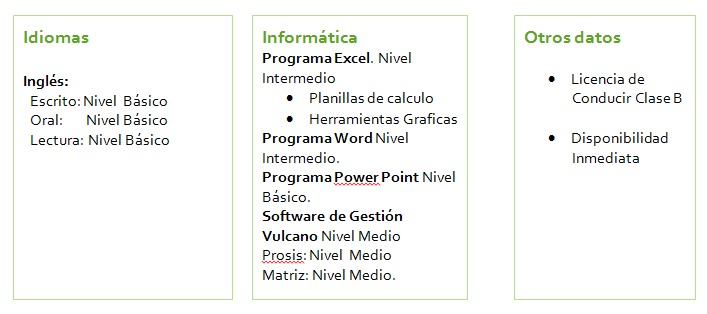 Idiomas
Inglés:
Escrito: Nivel Básico
Oral: Nivel Básico
Lectura: Nivel Básico
Informática
Programa Excel. Nivel
Intermedio
• Planillas de calculo
• Herramientas Graficas
Programa Word Nivel
Intermedio.
Programa Power Point Nivel
Básico.
Software de Gestión
Vulcano Nivel Medio
Prosis: Nivel Medio
Matriz: Nivel Medio.
Otros datos
• Licencia de
Conducir Clase B
• Disponibilidad
Inmediata